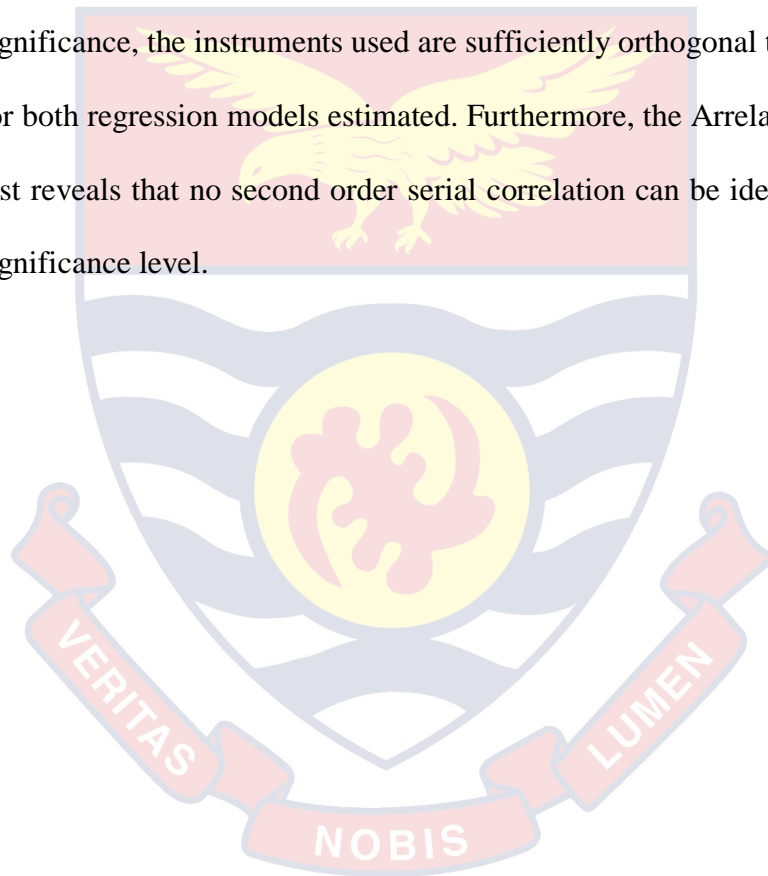 gnificance, the instruments used are sufficiently orthogonal t
or both regression models estimated. Furthermore, the Arrela
st reveals that no second order serial correlation can be ide
gnificance level.
VERITAS
NOBIS
LUMEN